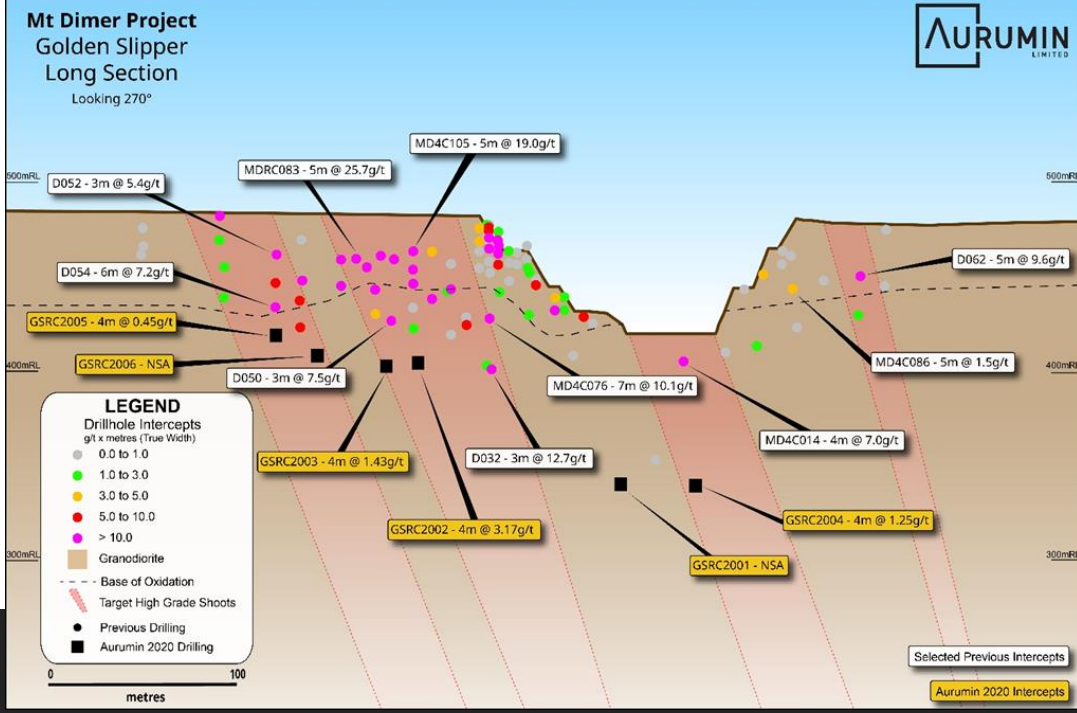 Mt Dimer Project
Golden Slipper
Long Section
Looking 270°
AURUMIN
LIMITED
MD4C105 - 5m @ 19.0g/t
MDRC083 - 5m @ 25.7g/t
500mRL
500mRL
D052 - 3m @ 5.4g/t
D062 - 5m @ 9.6g/t
D054 - 6m @ 7.2g/t
GSRC2005 - 4m @ 0.45g/t
GSRC2006 - NSA
400mRL
400mRL
MD4C086 - 5m @ 1.5g/t
D050 - 3m @ 7.5g/t
MD4C076 - 7m @ 10.1g/t
MD4C014 - 4m @ 7.0g/t
GSRC2003 - 4m @ 1.43g/t
D032 - 3m @ 12.7g/t
GSRC2002 - 4m @ 3.17g/t
GSRC2004 - 4m @ 1.25g/t
300mRL
300mRL
GSRC2001 - NSA
LEGEND
Drillhole Intercepts
g/t x metres (True Width)
0.0 to 1.0
1.0 to 3.0
3.0 to 5.0
5.0 to 10.0
> 10.0
Granodiorite
Base of Oxidation
Target High Grade Shoots
Previous Drilling
Aurumin 2020 Drilling
0 100
metres
Selected Previous Intercepts
Aurumin 2020 Intercepts